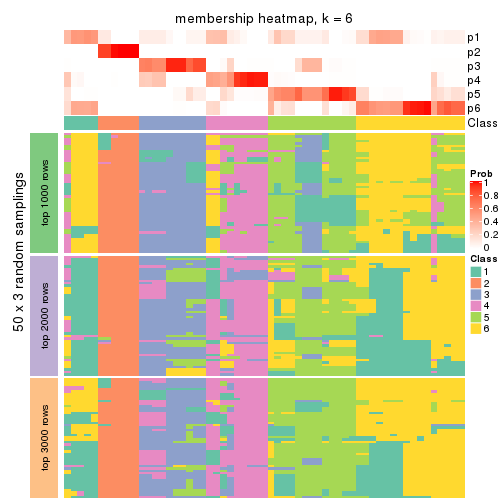 membership heatmap, k = 6
p1
p2
p3
p4
p5
p6
Class
50 x 3 random samplings
top 1000 rows
top 2000 rows
top 3000 rows
Prob
1
0.8
0.6
0.4
0.2
0
Class
1
2
3
4
5
6